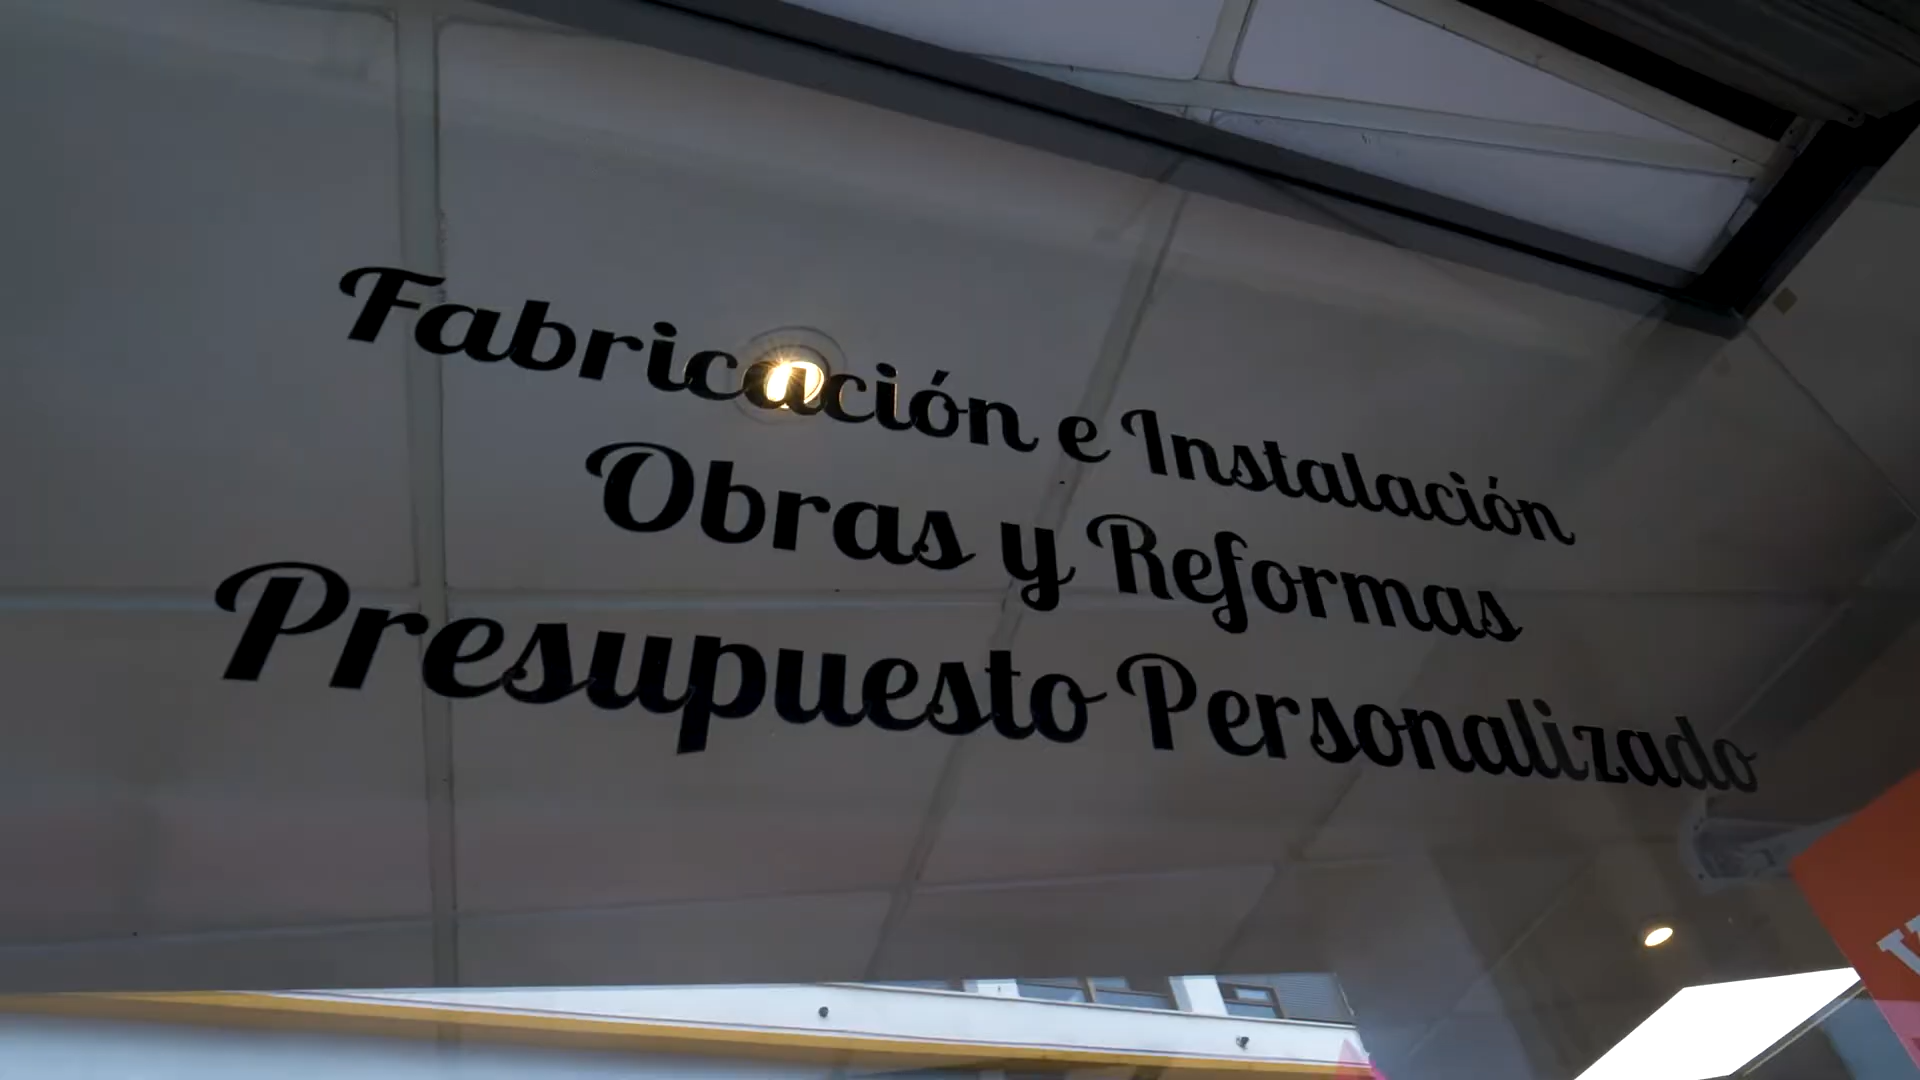 Fabricación e Instalación
Obras y Reformas
Presupuesto Personalizado